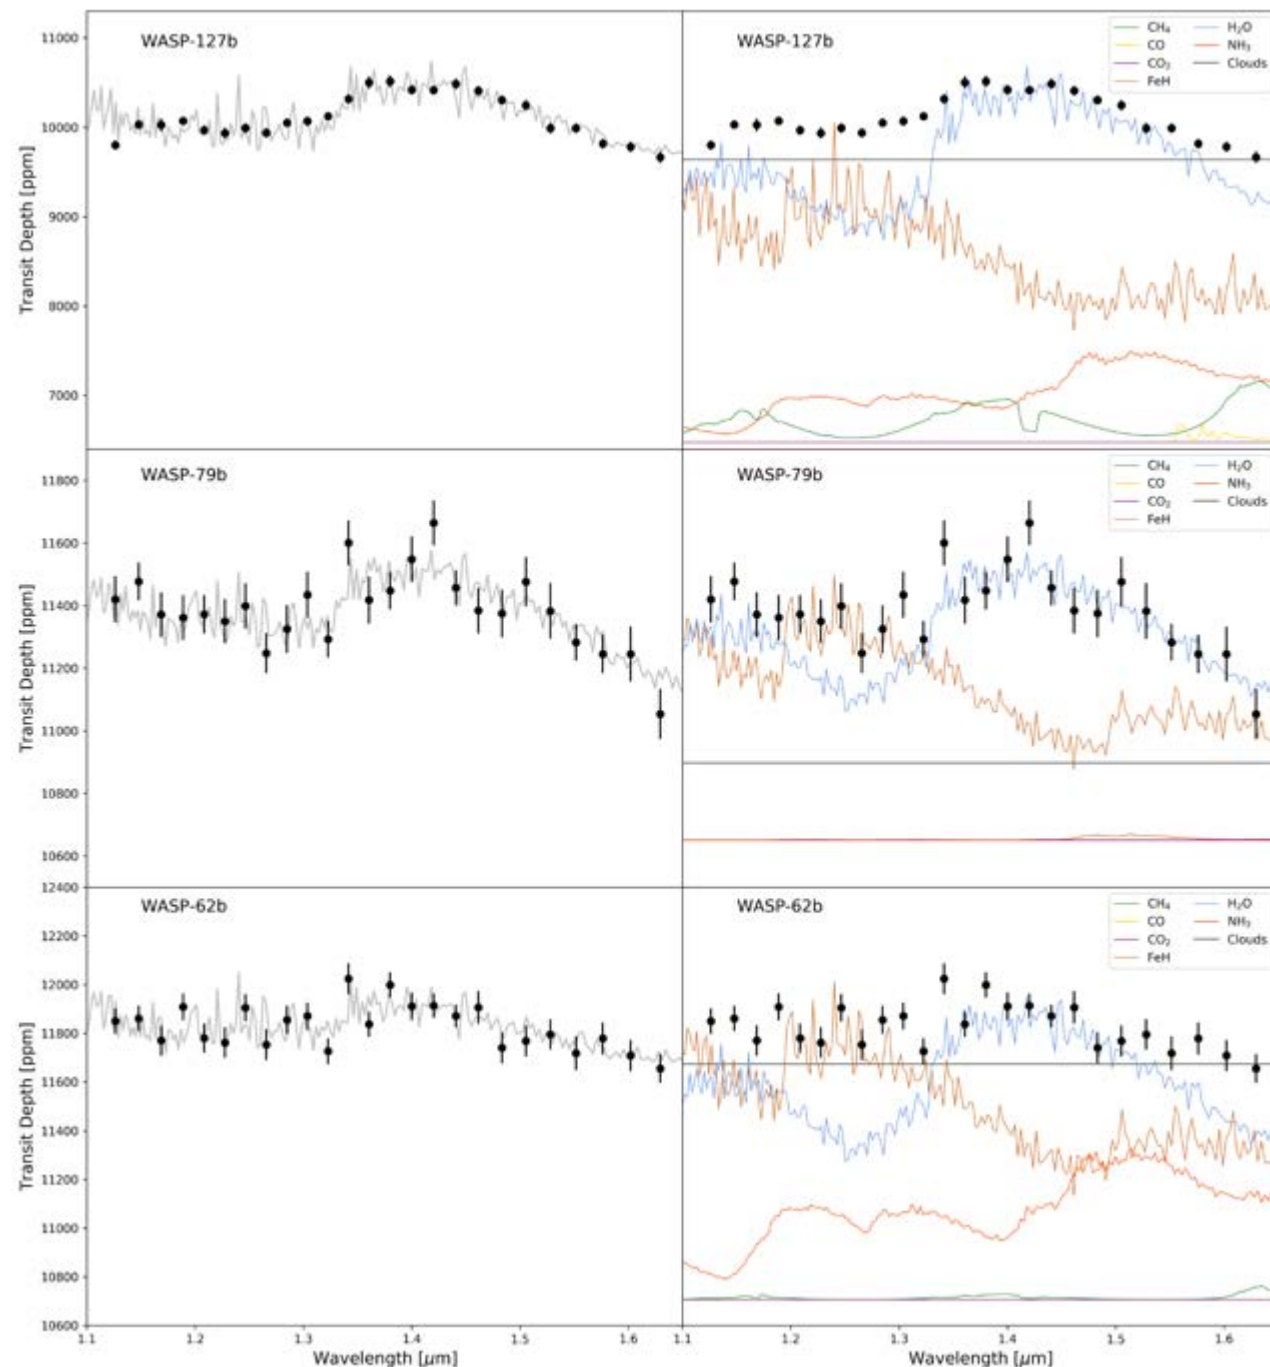 WASP-127b
WASP-127b
CH₄ H₂O
CO NH₃
CO₂ Clouds
FeH
11000
10000
9000
8000
7000
Transit Depth [ppm]
WASP-79b
WASP-79b
CH₄ H₂O
CO NH₃
CO₂ Clouds
FeH
11800
11600
11400
11200
11000
10800
10600
Transit Depth [ppm]
WASP-62b
WASP-62b
CH₄ H₂O
CO NH₃
CO₂ Clouds
FeH
12400
12200
12000
11800
11600
11400
11200
11000
10800
10600
Transit Depth [ppm]
1.1 1.2 1.3 1.4 1.5 1.6 1.1 1.2 1.3 1.4 1.5 1.6
Wavelength [μm] Wavelength [μm]